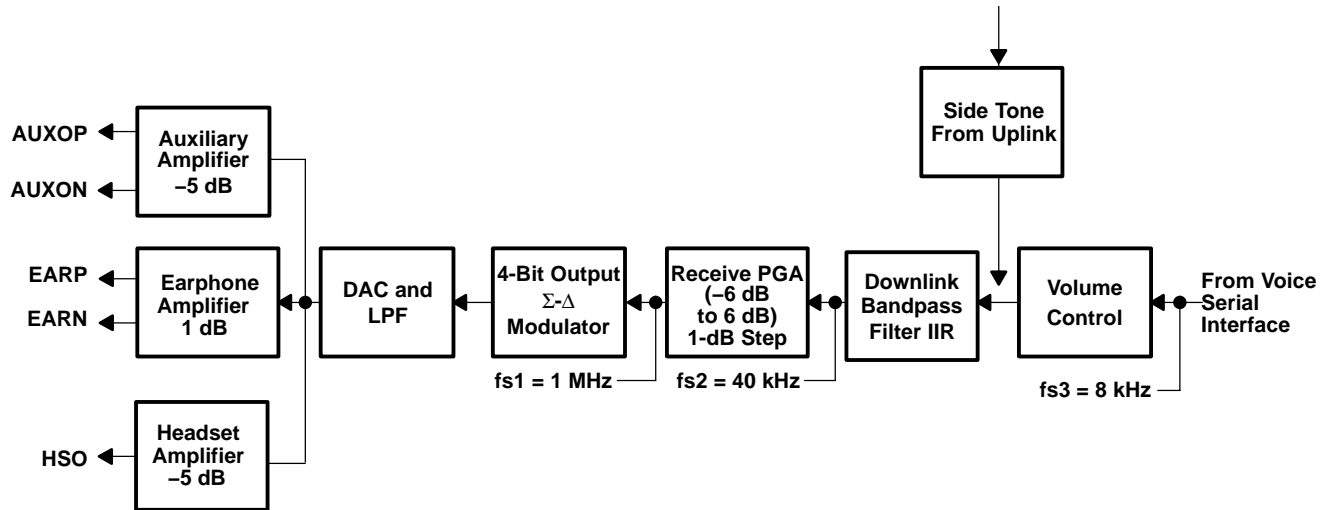 Side Tone
From Uplink
AUXOP
AUXON
Auxiliary
Amplifier
–5 dB
EARP
EARN
Earphone
Amplifier
1 dB
DAC and
LPF
4-Bit Output
Σ-Δ
Modulator
Receive PGA
(–6 dB
to 6 dB)
1-dB Step
Downlink
Bandpass
Filter IIR
Volume
Control
From Voice
Serial
Interface
fs1 = 1 MHz
fs2 = 40 kHz
fs3 = 8 kHz
HSO
Headset
Amplifier
–5 dB